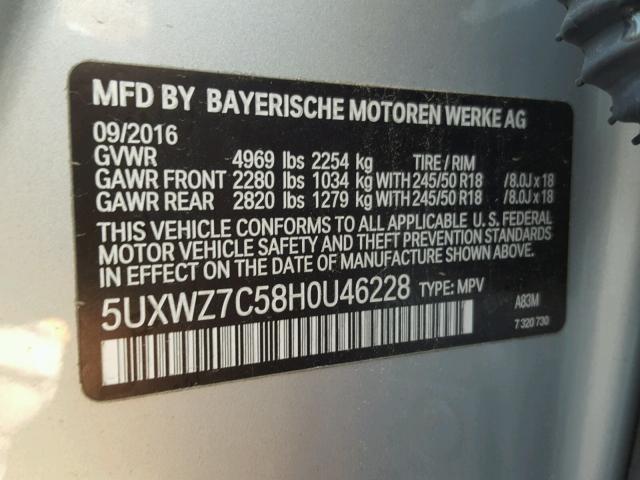 MFD BY BAYERISCHE MOTOREN WERKE AG
09/2016
GVWR 4969 lbs 2254 kg TIRE / RIM
GAWR FRONT 2280 lbs 1034 kg WITH 245/50 R18 /8.0J x 18
GAWR REAR 2820 lbs 1279 kg WITH 245/50 R18 /8.0J x 18
THIS VEHICLE CONFORMS TO ALL APPLICABLE U.S. FEDERAL
MOTOR VEHICLE SAFETY AND THEFT PREVENTION STANDARDS
IN EFFECT ON THE DATE OF MANUFACTURE SHOWN ABOVE.
5UXWZ7C58H0U46228 TYPE: MPV
A83M
7 320 730